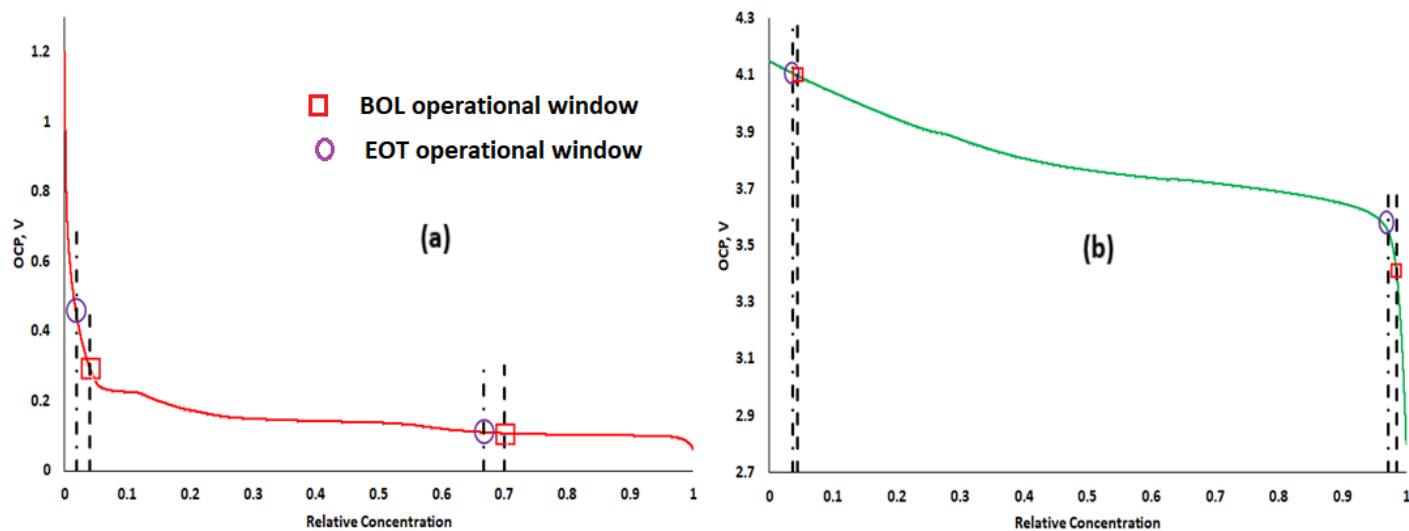 1.2
1
0.8
0.6
0.4
0.2
0
OCP, V
BOL operational window
EOT operational window
(a)
0 0.1 0.2 0.3 0.4 0.5 0.6 0.7 0.8 0.9 1
Relative Concentration
4.3
4.1
3.9
3.7
3.5
3.3
3.1
2.9
2.7
OCP, V
(b)
0 0.1 0.2 0.3 0.4 0.5 0.6 0.7 0.8 0.9 1
Relative Concentration